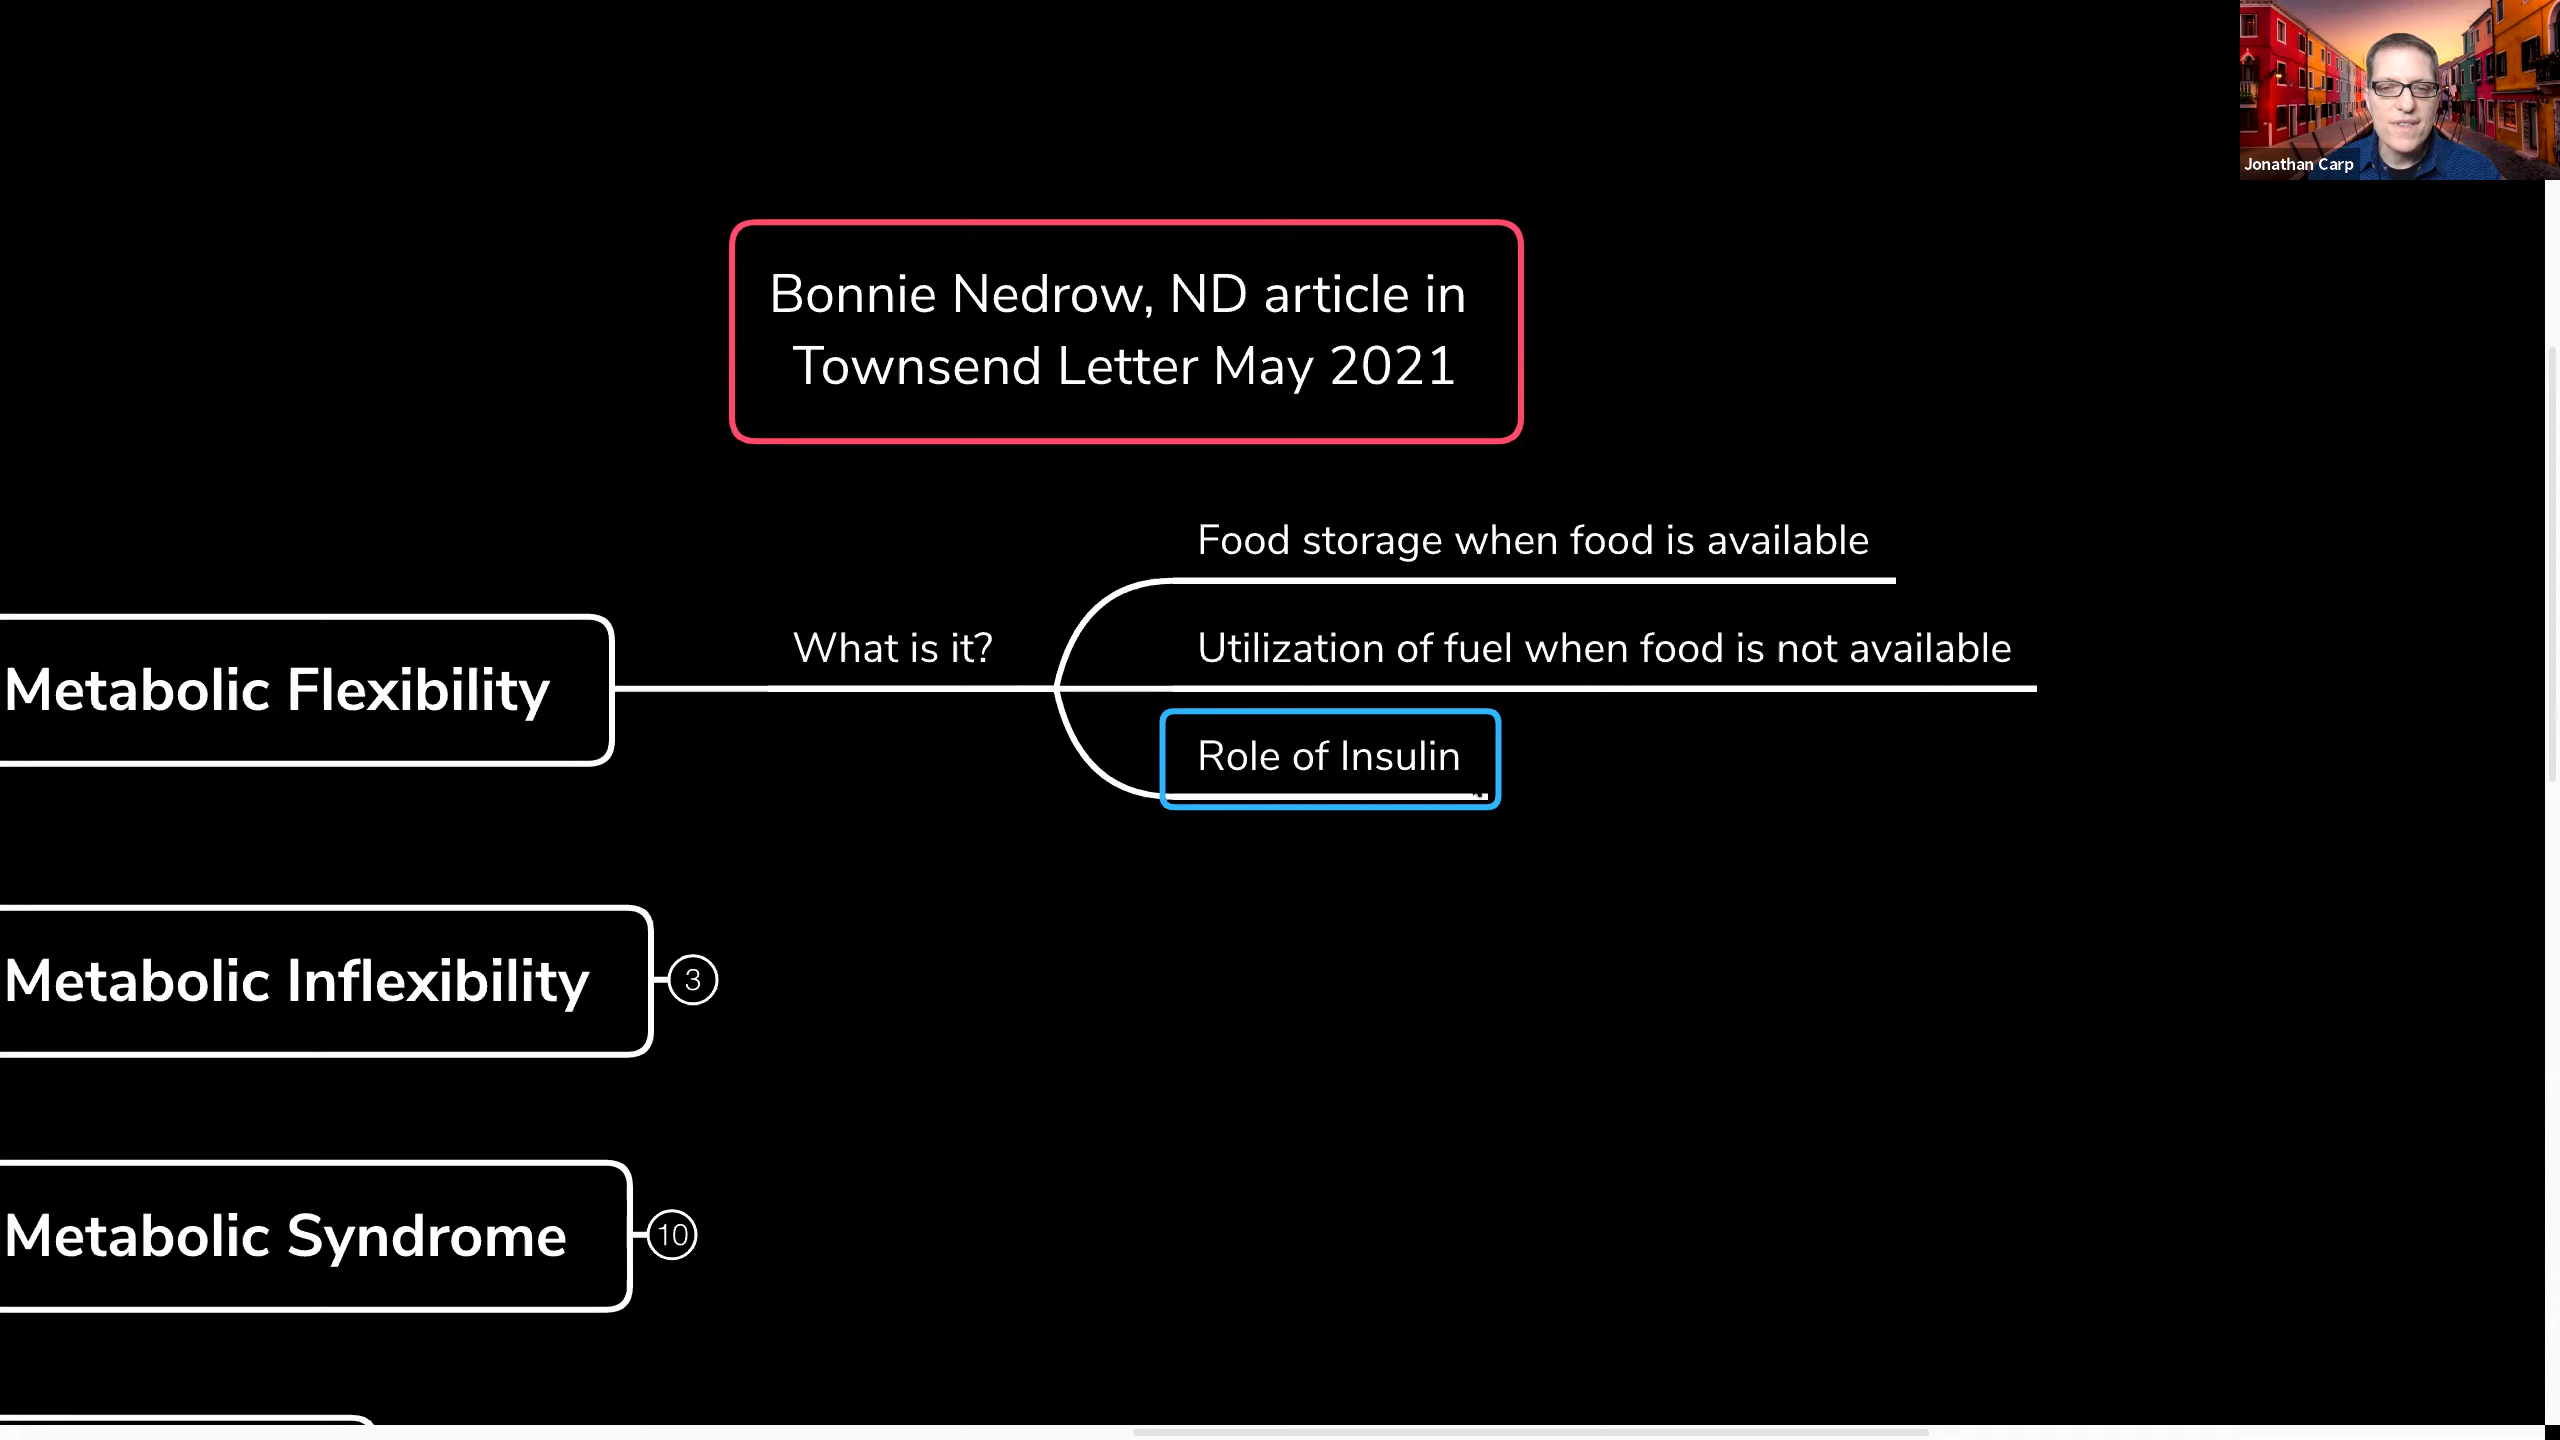 Jonathan Carp
Bonnie Nedrow, ND article in
Townsend Letter May 2021
Food storage when food is available
What is it?
Utilization of fuel when food is not available
Metabolic Flexibility
Role of Insulin
Metabolic Inflexibility
3
Metabolic Syndrome
10